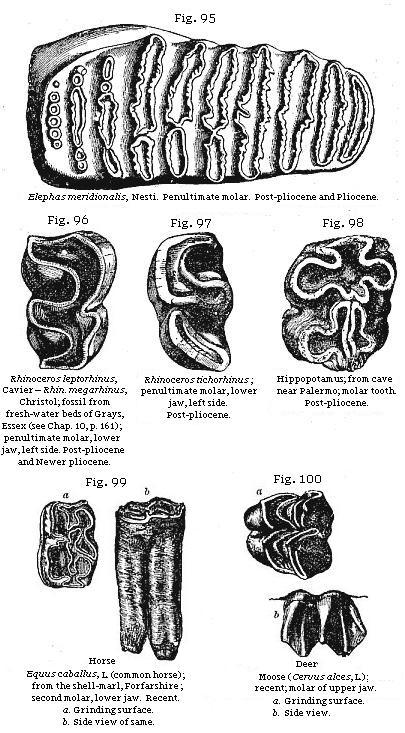 Fig. 95
Elephas meridionalis, Nesti. Penultimate molar. Post-pliocene and Pliocene.
Fig. 96
Rhinoceros leptorhinus,
Cavier – Rhin. megarhinus,
Christol; fossil from
fresh-water beds of Grays,
Essex (see Chap. 10, p. 161);
penultimate molar, lower
jaw, left side. Post-pliocene
and Newer pliocene.
Fig. 97
Rhinoceros tichorhinus;
penultimate molar, lower
jaw, left side.
Post-pliocene.
Fig. 98
Hippopotamus; from cave
near Palermo; molar tooth.
Post-pliocene.
Fig. 99
a
b
Horse
Equus caballus, L. (common horse);
from the shell-marl, Forfarshire;
second molar, lower jaw. Recent.
a. Grinding surface.
b. Side view of same.
Fig. 100
a
b
Deer
Moose (Cervus alces, L.);
recent; molar of upper jaw.
a. Grinding surface.
b. Side view.